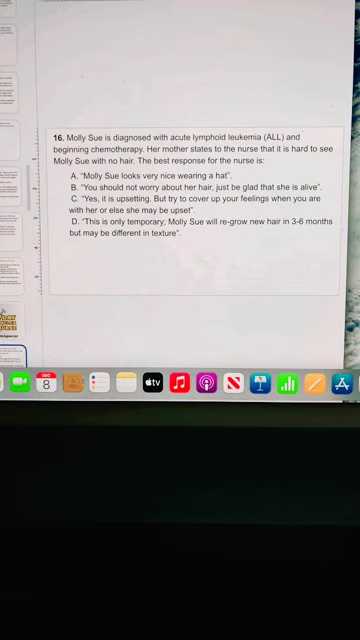 16. Molly Sue is diagnosed with acute lymphoid leukemia (ALL) and
beginning chemotherapy. Her mother states to the nurse that it is hard to see
Molly Sue with no hair. The best response for the nurse is:
A. “Molly Sue looks very nice wearing a hat”.
B. “You should not worry about her hair, just be glad that she is alive”.
C. “Yes, it is upsetting. But try to cover up your feelings when you are
with her or else she may be upset”.
D. “This is only temporary; Molly Sue will re-grow new hair in 3-6 months
but may be different in texture”.
DEC
8
tv